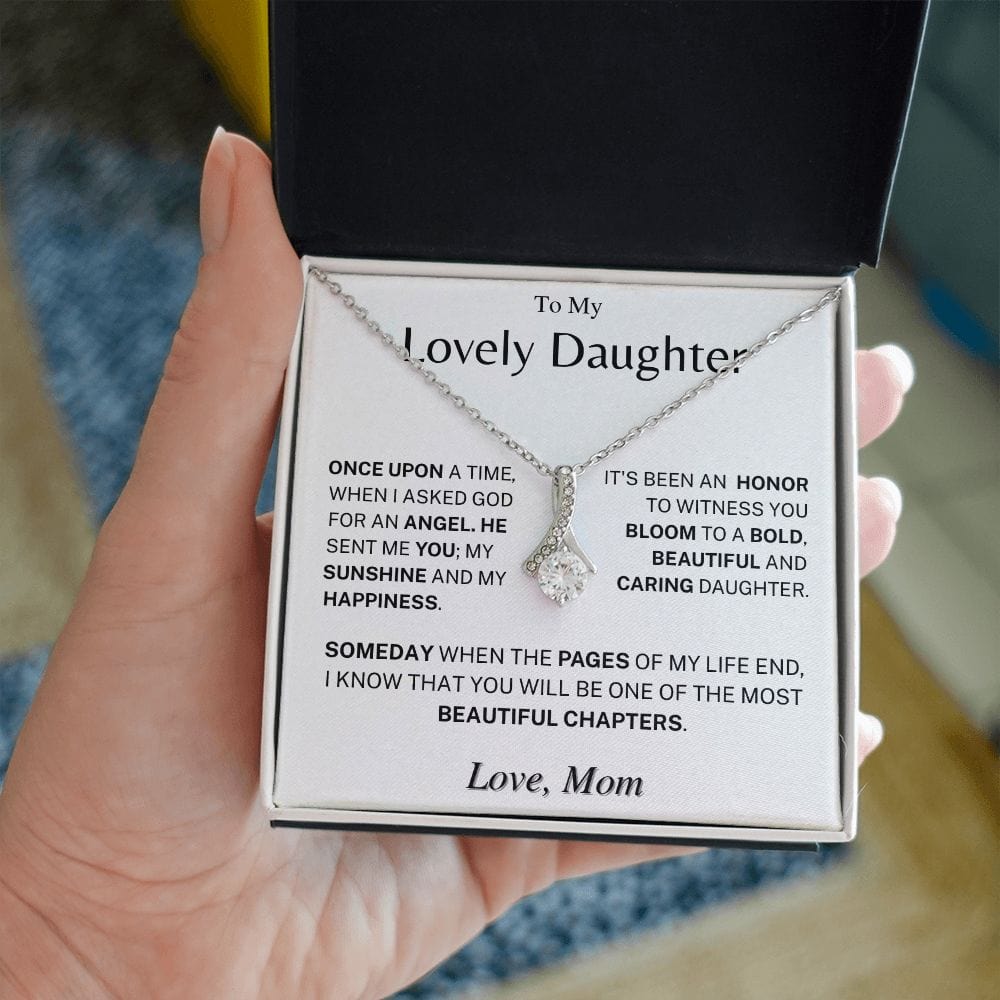 To My
Lovely Daughter
ONCE UPON A TIME,
WHEN I ASKED GOD
FOR AN ANGEL. HE
SENT ME YOU; MY
SUNSHINE AND MY
HAPPINESS.
IT'S BEEN AN HONOR
TO WITNESS YOU
BLOOM TO A BOLD,
BEAUTIFUL AND
CARING DAUGHTER.
SOMEDAY WHEN THE PAGES OF MY LIFE END,
I KNOW THAT YOU WILL BE ONE OF THE MOST
BEAUTIFUL CHAPTERS.
Love, Mom